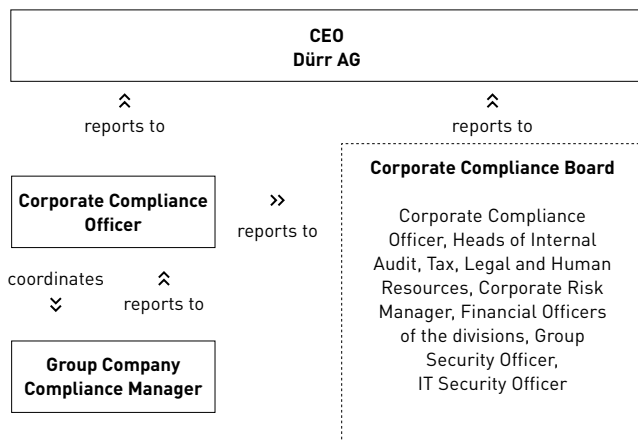 CEO
Dürr AG
reports to
reports to
Corporate Compliance
Officer
reports to
coordinates
reports to
Group Company
Compliance Manager
Corporate Compliance Board
Corporate Compliance
Officer, Heads of Internal
Audit, Tax, Legal and Human
Resources, Corporate Risk
Manager, Financial Officers
of the divisions, Group
Security Officer,
IT Security Officer